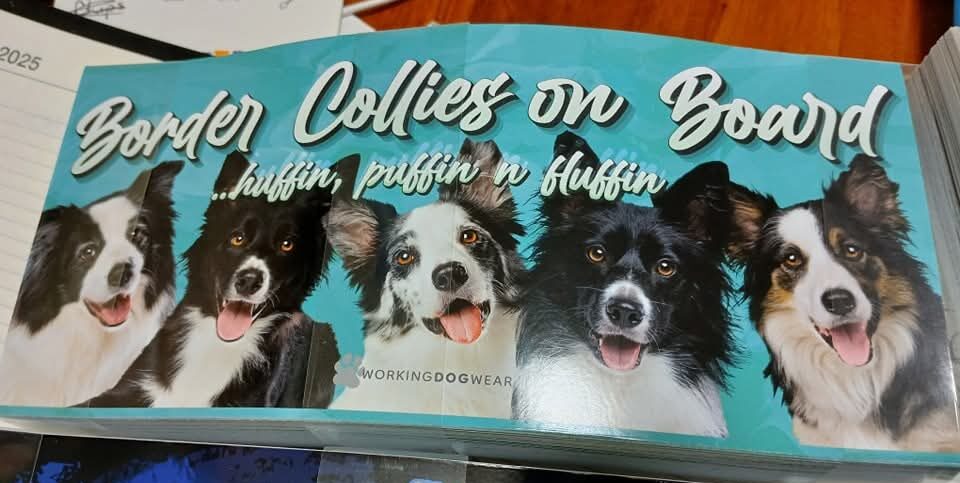 2025
Border Collies on Board
...huffin, puffin n fluffin
WORKINGDOGWEAR